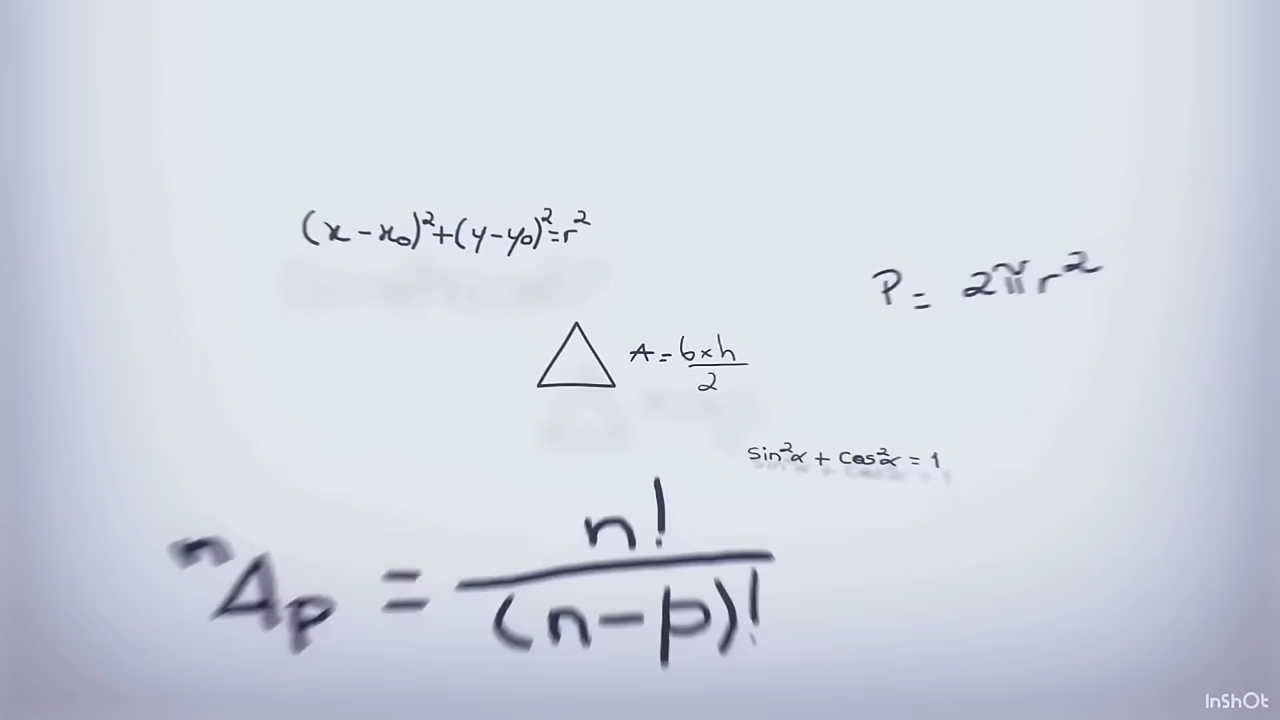 (x-x₀)²+(y-y₀)²=r²
P = 2πr²
A = b×h/2
sin²α + cos²α = 1
ⁿAₚ = n!/(n-p)!
InShOt